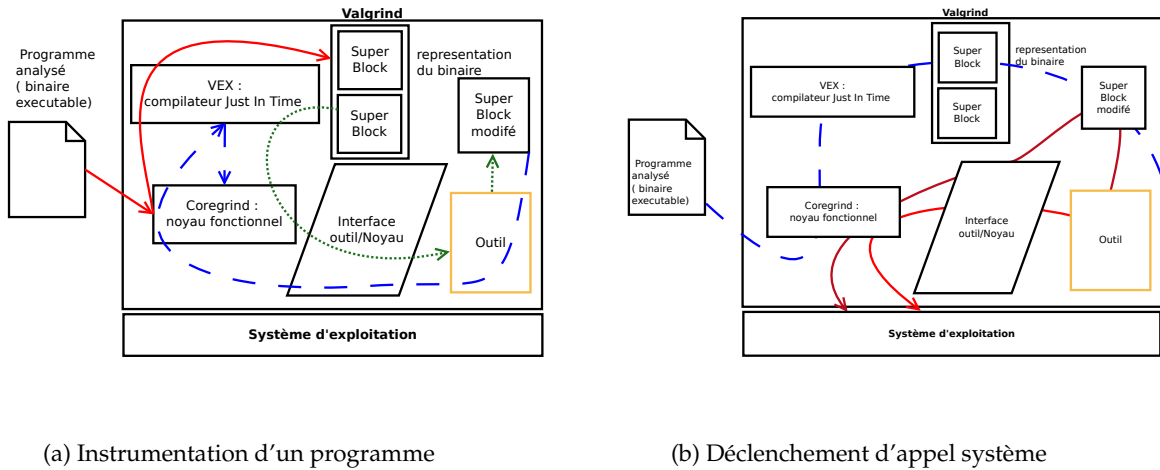 Valgrind
Programme
analysé
( binaire
executable)
Super
Block
representation
du binaire
VEX :
compilateur Just In Time
Super
Block
Super
Block
modifé
Coregrind :
noyau fonctionnel
Interface
outil/Noyau
Outil
Système d'exploitation
(a) Instrumentation d'un programme
Valgrind
Super
Block
representation
du binaire
VEX :
compilateur Just In Time
Super
Block
Super
Block
modifé
Programme
analysé
( binaire
executable)
Coregrind :
noyau fonctionnel
Interface
outil/Noyau
Outil
Système d'exploitation
(b) Déclenchement d'appel système